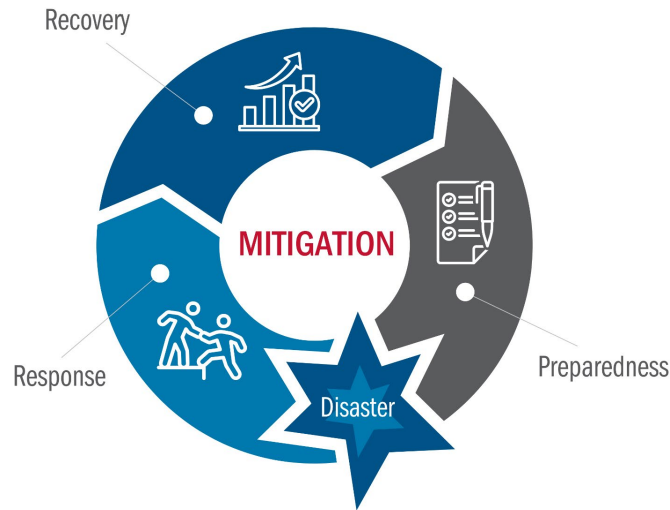 Recovery
MITIGATION
Response
Preparedness
Disaster